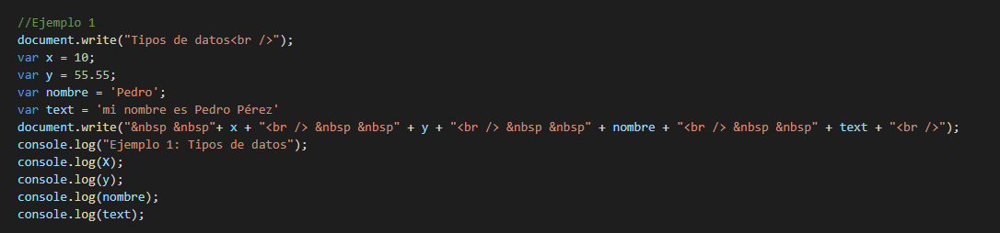 //Ejemplo 1
document.write("Tipos de datos<br />");
var x = 10;
var y = 55.55;
var nombre = 'Pedro';
var text = 'mi nombre es Pedro Pérez'
document.write("&nbsp &nbsp"+ x + "<br /> &nbsp &nbsp" + y + "<br /> &nbsp &nbsp" + nombre + "<br /> &nbsp &nbsp" + text + "<br />");
console.log("Ejemplo 1: Tipos de datos");
console.log(X);
console.log(y);
console.log(nombre);
console.log(text);